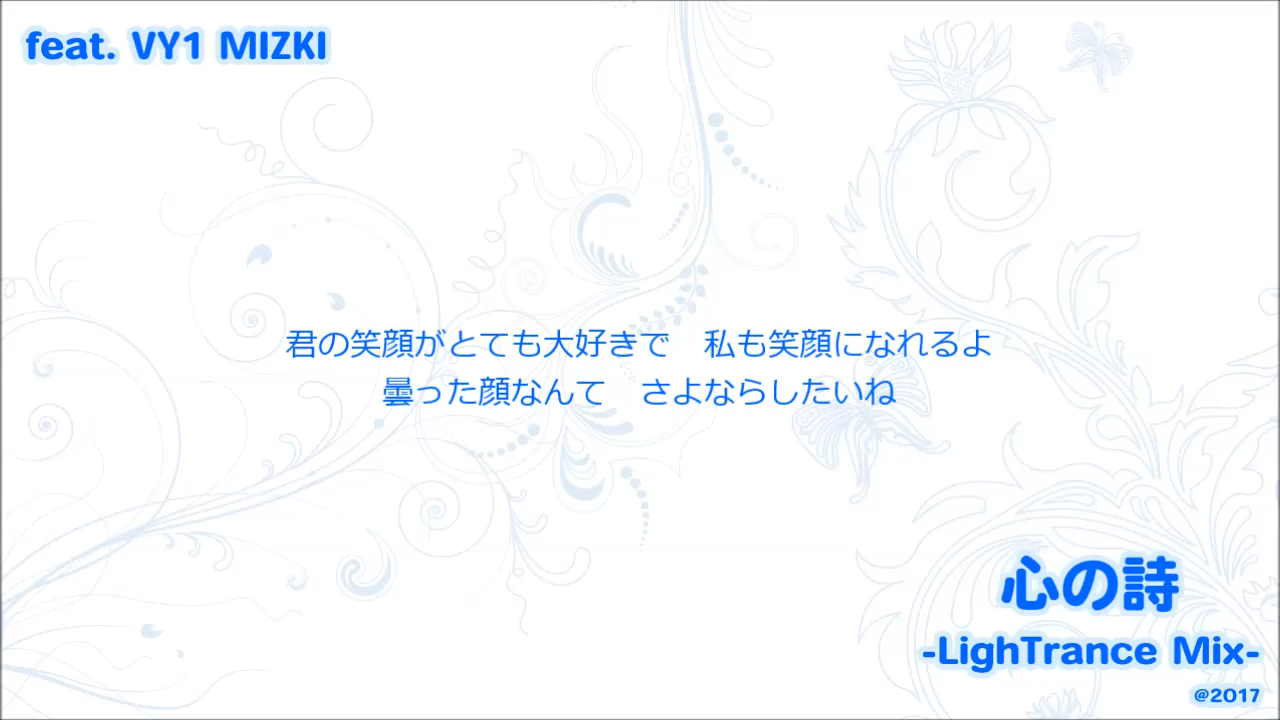 feat. VY1 MIZKI
君の笑顔がとても大好きで　私も笑顔になれるよ
曇った顔なんて　さよならしたいね
心の詩
-LighTrance Mix-
@2017